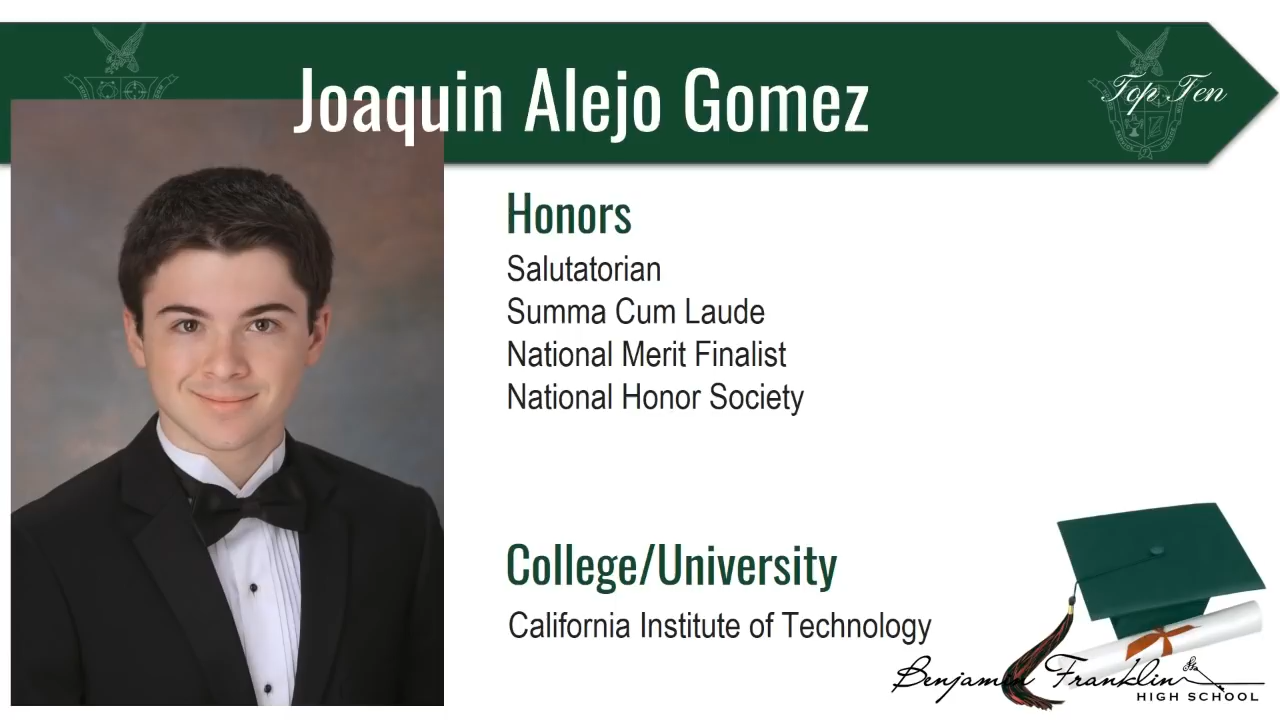 Joaquin Alejo Gomez
Top Ten
Honors
Salutatorian
Summa Cum Laude
National Merit Finalist
National Honor Society
College/University
California Institute of Technology
Benjamin Franklin
HIGH SCHOOL